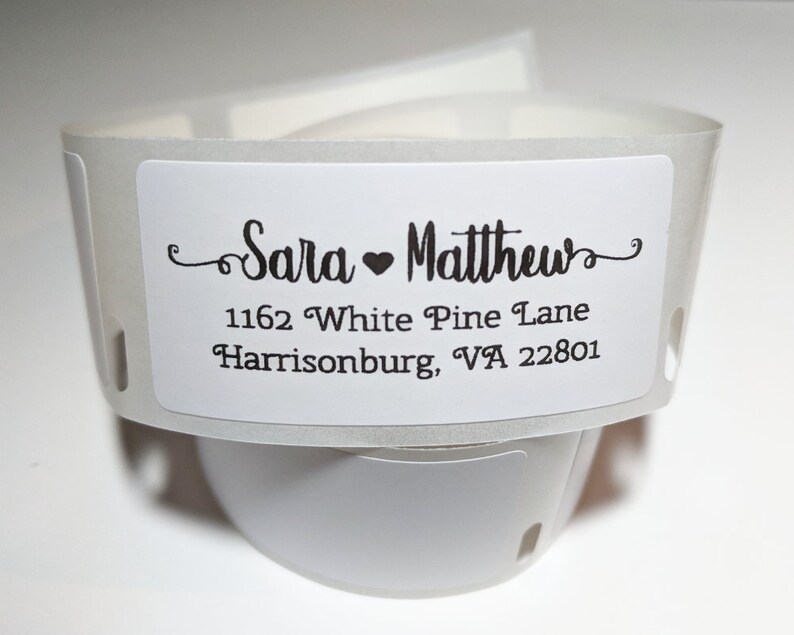 Sara ♥ Matthew
1162 White Pine Lane
Harrisonburg, VA 22801